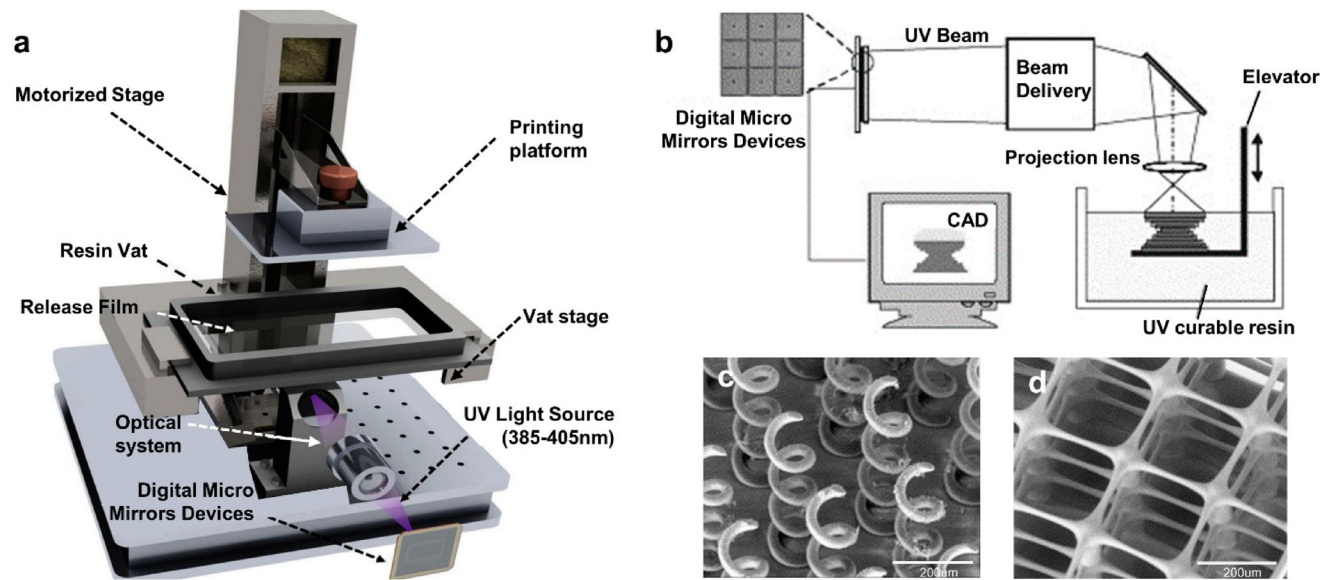 a
Motorized Stage
Printing
platform
Resin Vat
Release Film
Vat stage
Optical
system
UV Light Source
(385-405nm)
Digital Micro
Mirrors Devices
b
UV Beam
Beam
Delivery
Elevator
Digital Micro
Mirrors Devices
Projection lens
CAD
UV curable resin
c
200um
d
200um